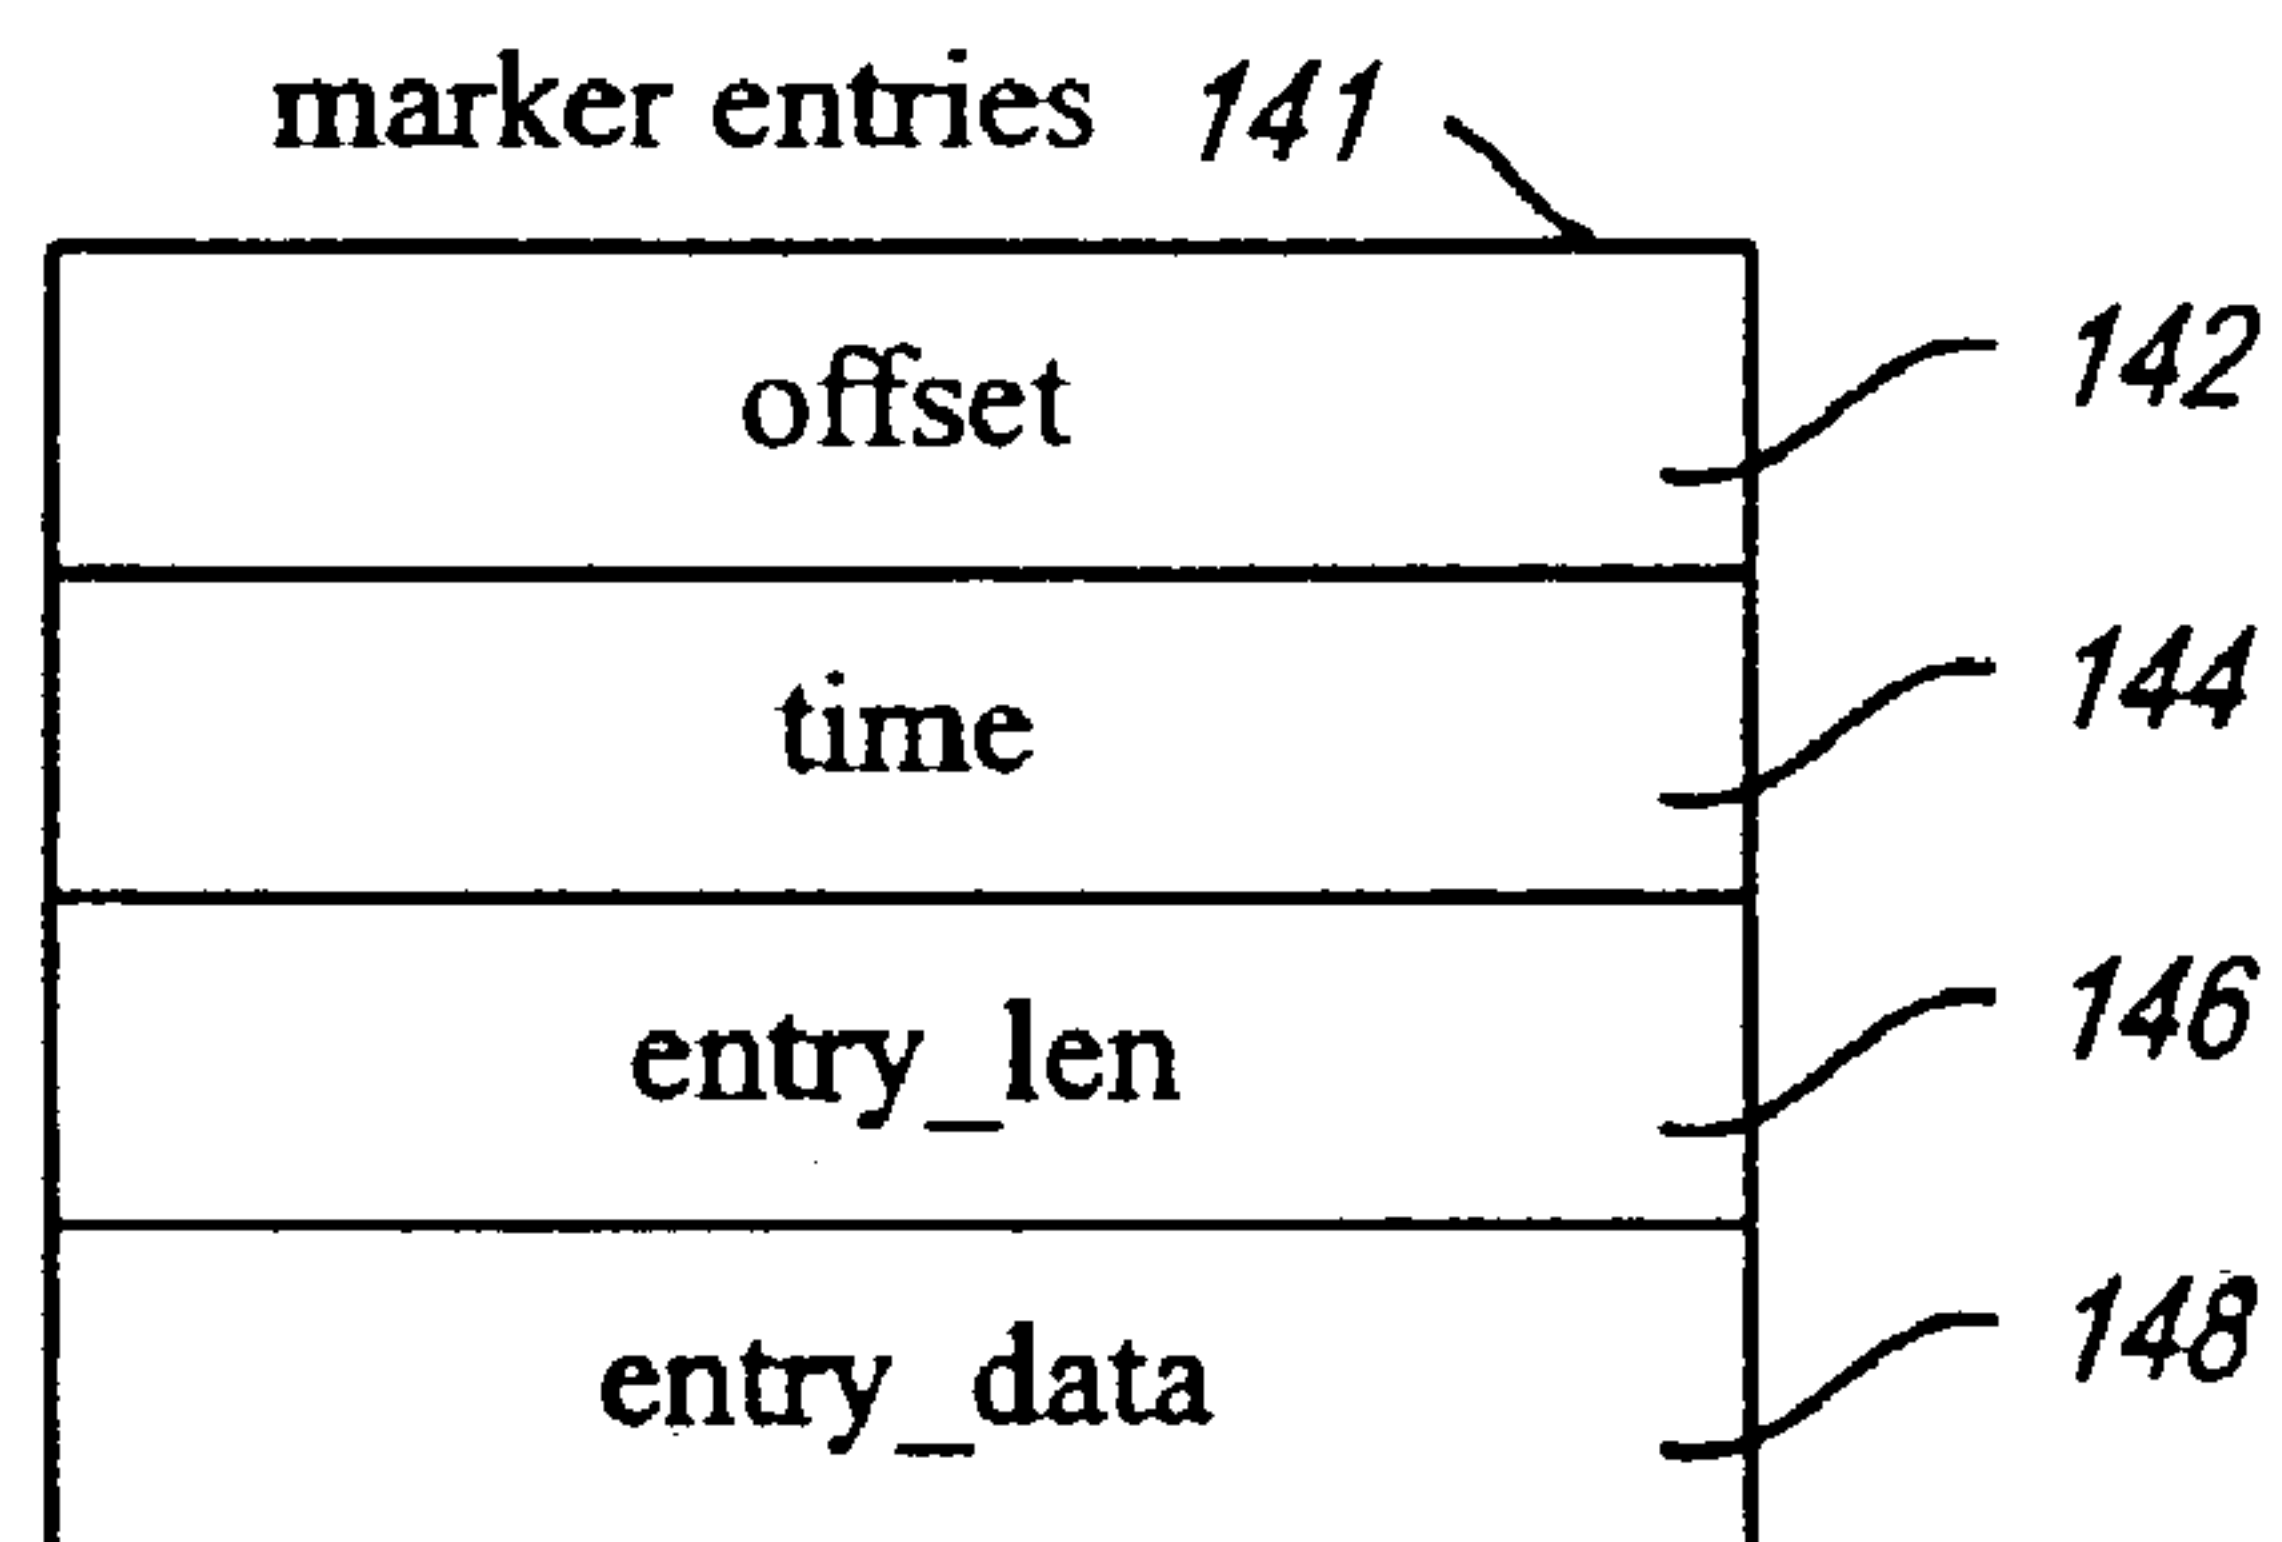 marker entries 141
offset 142
time 144
entry_len 146
entry_data 148